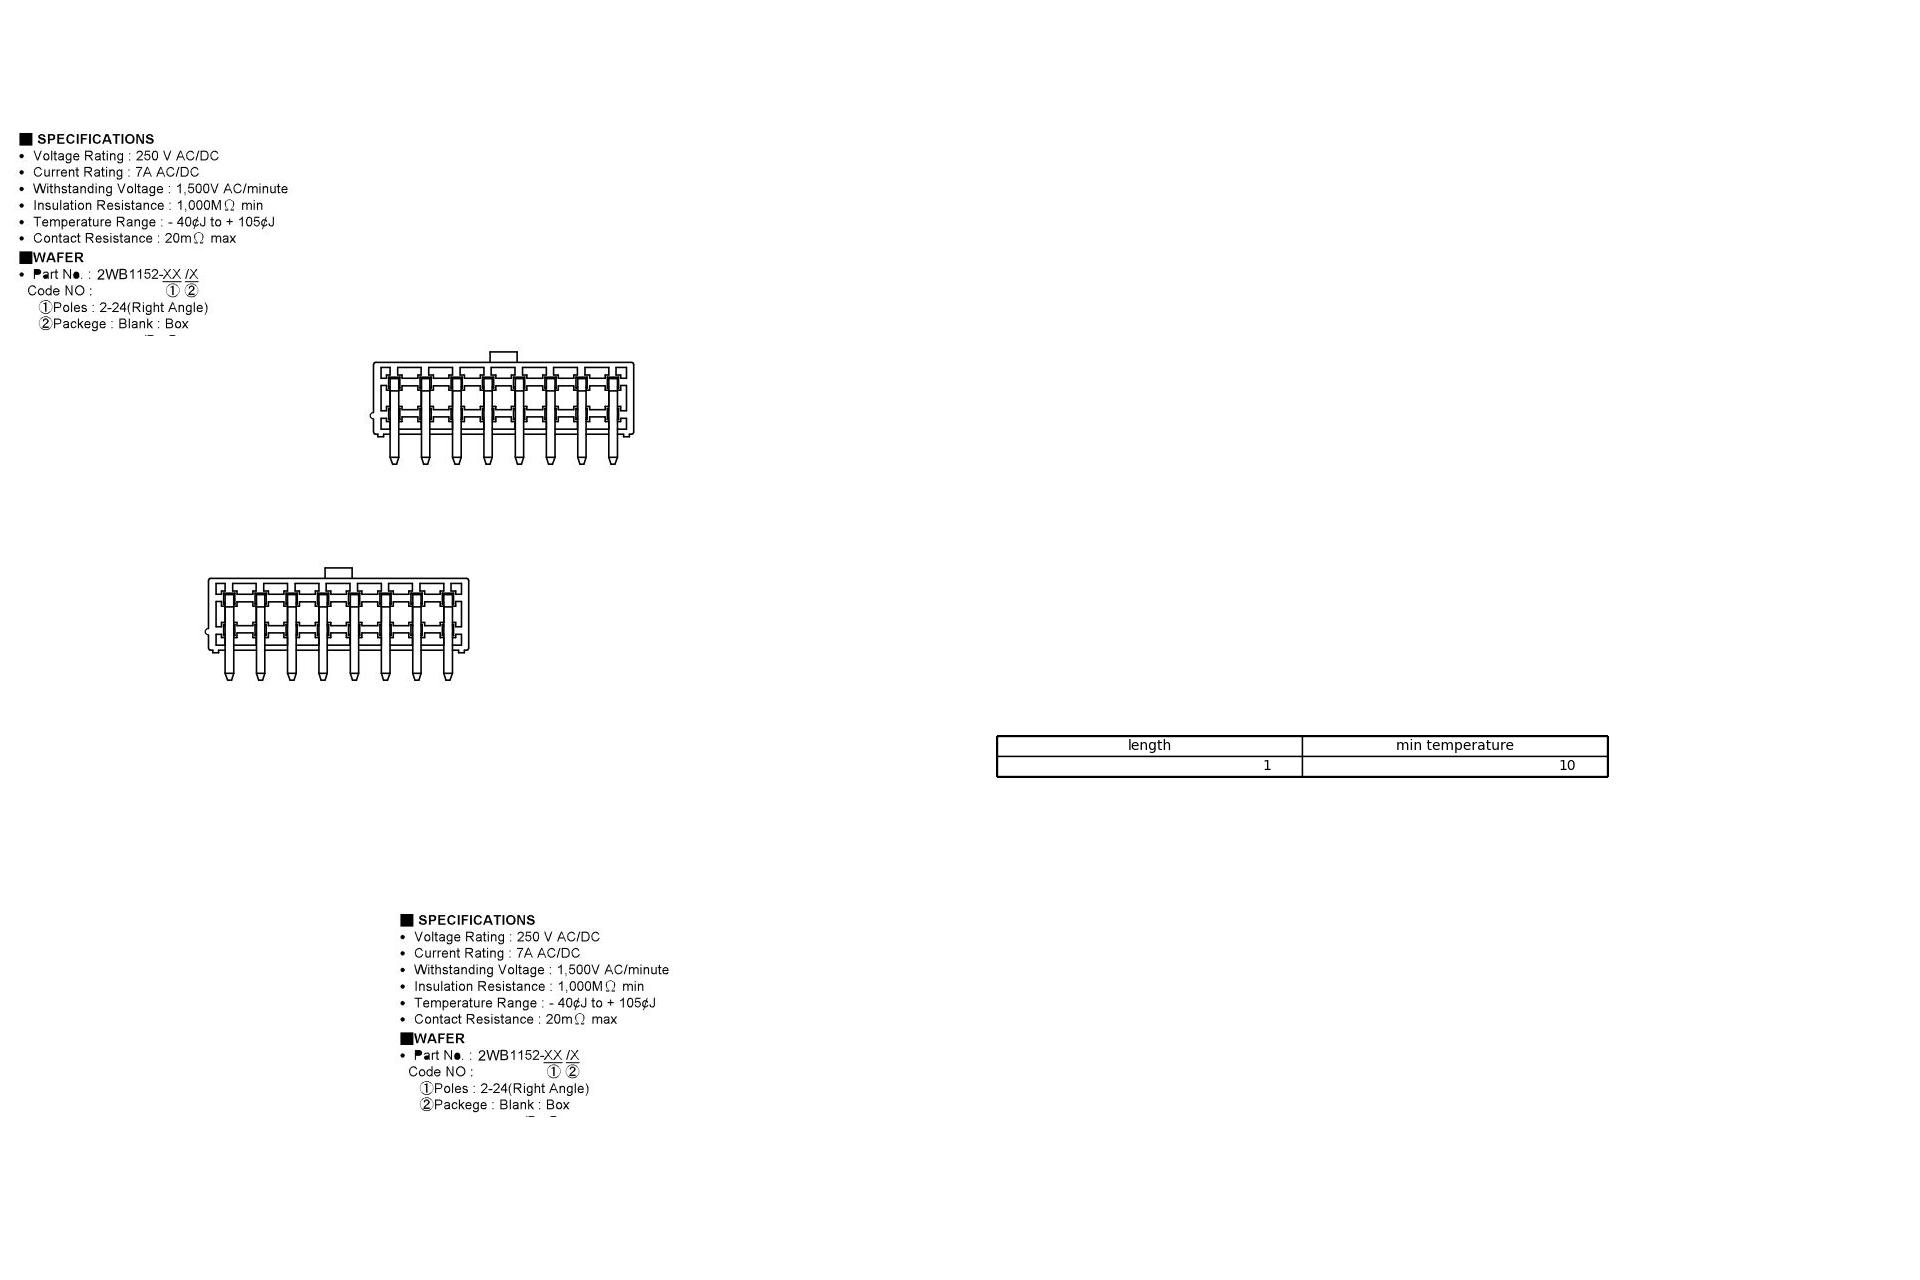 ■ SPECIFICATIONS
• Voltage Rating : 250 V AC/DC
• Current Rating : 7A AC/DC
• Withstanding Voltage : 1,500V AC/minute
• Insulation Resistance : 1,000MΩ min
• Temperature Range : - 40¢J to + 105¢J
• Contact Resistance : 20mΩ max
■WAFER
• Part No. : 2WB1152-XX /X
Code NO : ① ②
①Poles : 2-24(Right Angle)
②Packege : Blank : Box
length min temperature
1 10
■ SPECIFICATIONS
• Voltage Rating : 250 V AC/DC
• Current Rating : 7A AC/DC
• Withstanding Voltage : 1,500V AC/minute
• Insulation Resistance : 1,000MΩ min
• Temperature Range : - 40¢J to + 105¢J
• Contact Resistance : 20mΩ max
■WAFER
• Part No. : 2WB1152-XX /X
Code NO : ① ②
①Poles : 2-24(Right Angle)
②Packege : Blank : Box